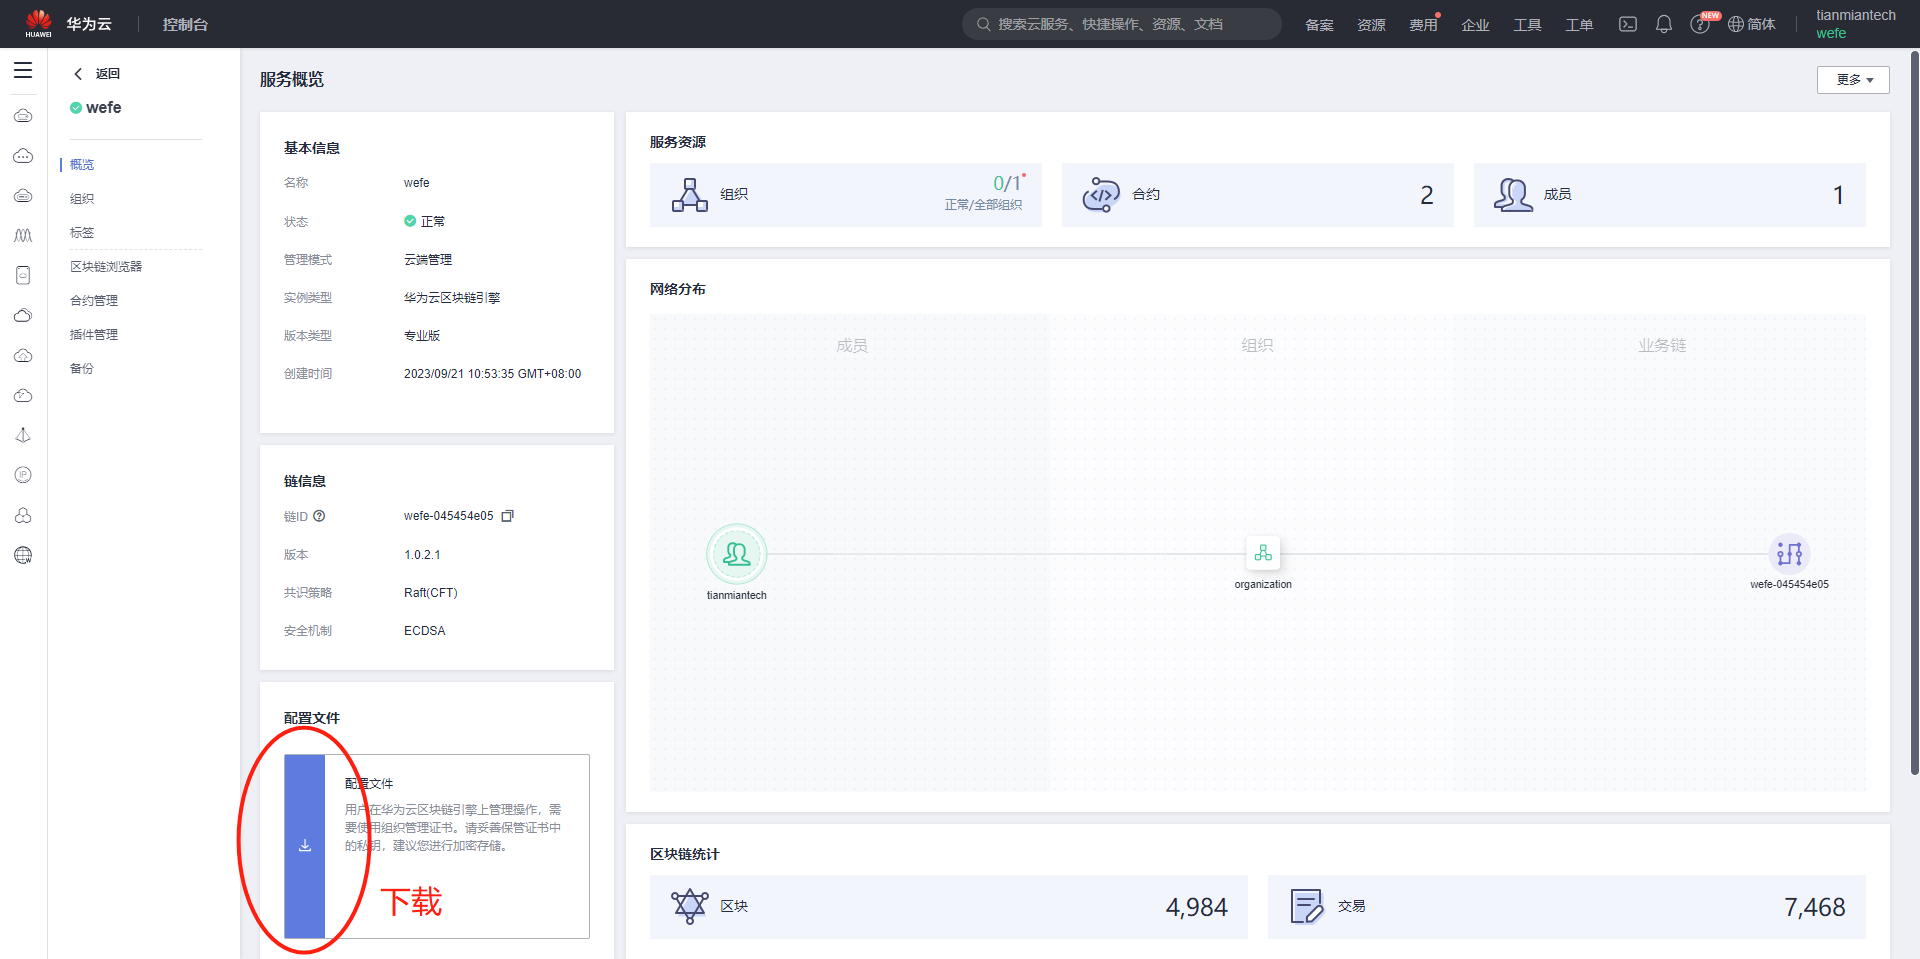 HUAWEI
华为云
控制台
搜索云服务、快捷操作、资源、文档
备案
资源
费用
企业
工具
工单
NEW
简体
tianmiantech
wefe
返回
wefe
概览
组织
标签
区块链浏览器
合约管理
插件管理
备份
IP
服务概览
更多
基本信息
名称 wefe
状态 正常
管理模式 云端管理
实例类型 华为云区块链引擎
版本类型 专业版
创建时间 2023/09/21 10:53:35 GMT+08:00
链信息
链ID wefe-045454e05
版本 1.0.2.1
共识策略 Raft(CFT)
安全机制 ECDSA
配置文件
配置文件
用户在华为云区块链引擎上管理操作，需
要使用组织管理证书。请妥善保管证书中
的私钥，建议您进行加密存储。
下载
服务资源
组织
0/1
正常/全部组织
合约
2
成员
1
网络分布
成员
组织
业务链
tianmiantech
organization
wefe-045454e05
区块链统计
区块
4,984
交易
7,468